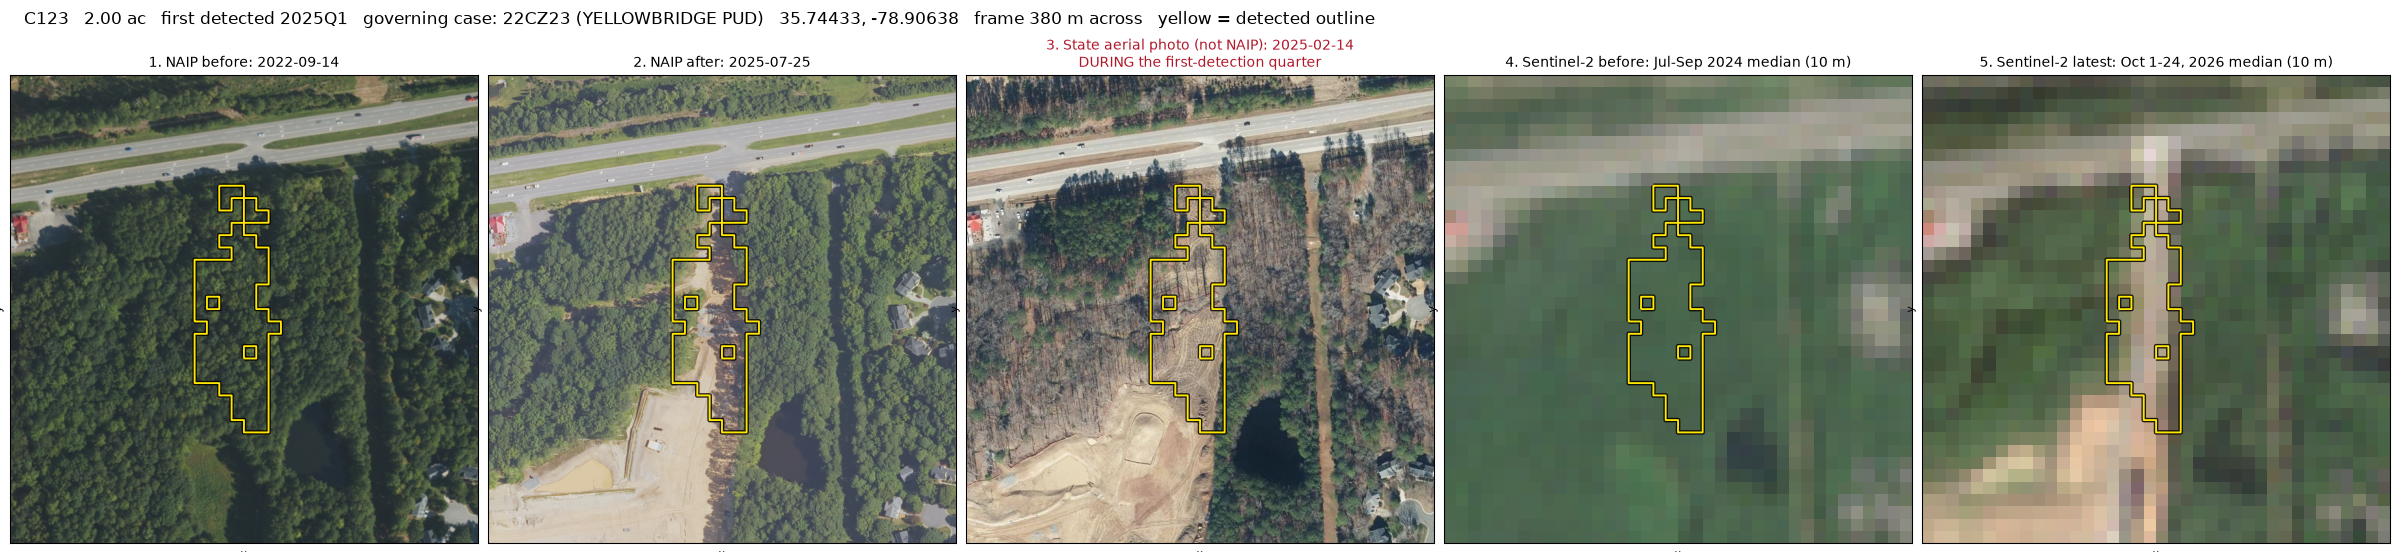 C123   2.00 ac   first detected 2025Q1   governing case: 22CZ23 (YELLOWBRIDGE PUD)   35.74433, -78.90638   frame 380 m across   yellow = detected outline
1. NAIP before: 2022-09-14
2. NAIP after: 2025-07-25
3. State aerial photo (not NAIP): 2025-02-14
DURING the first-detection quarter
4. Sentinel-2 before: Jul-Sep 2024 median (10 m)
5. Sentinel-2 latest: Oct 1-24, 2026 median (10 m)